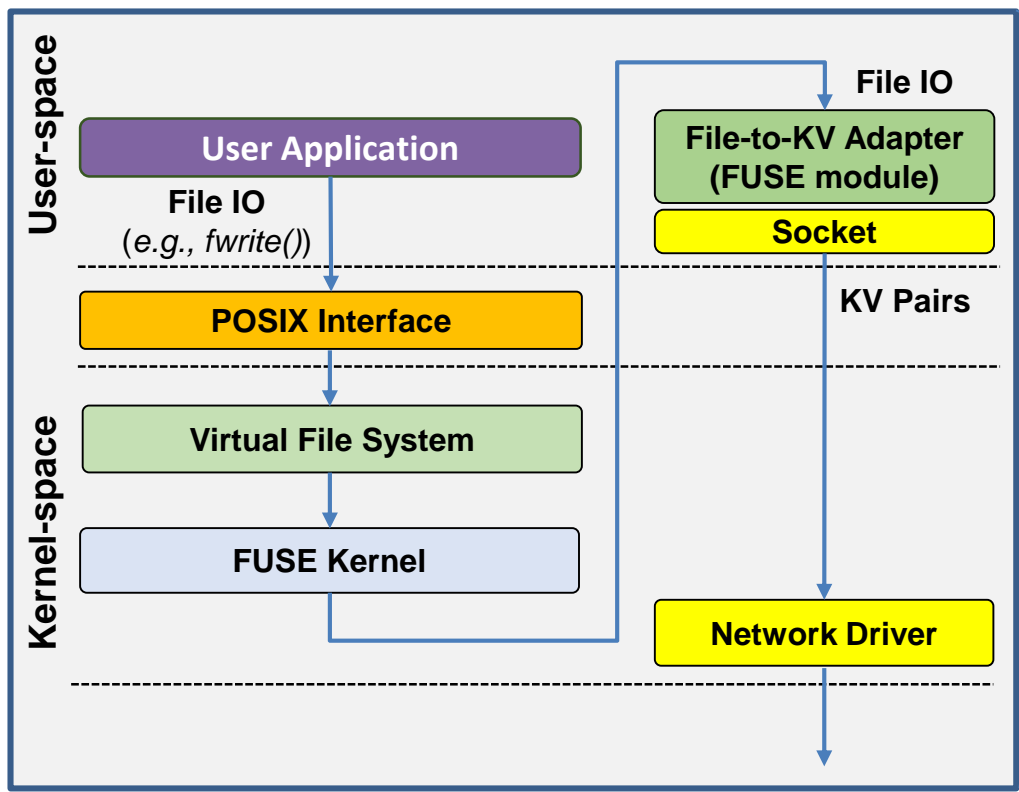 User-space
User Application
File IO
(e.g., fwrite())
POSIX Interface
Kernel-space
Virtual File System
FUSE Kernel
File IO
File-to-KV Adapter
(FUSE module)
Socket
KV Pairs
Network Driver